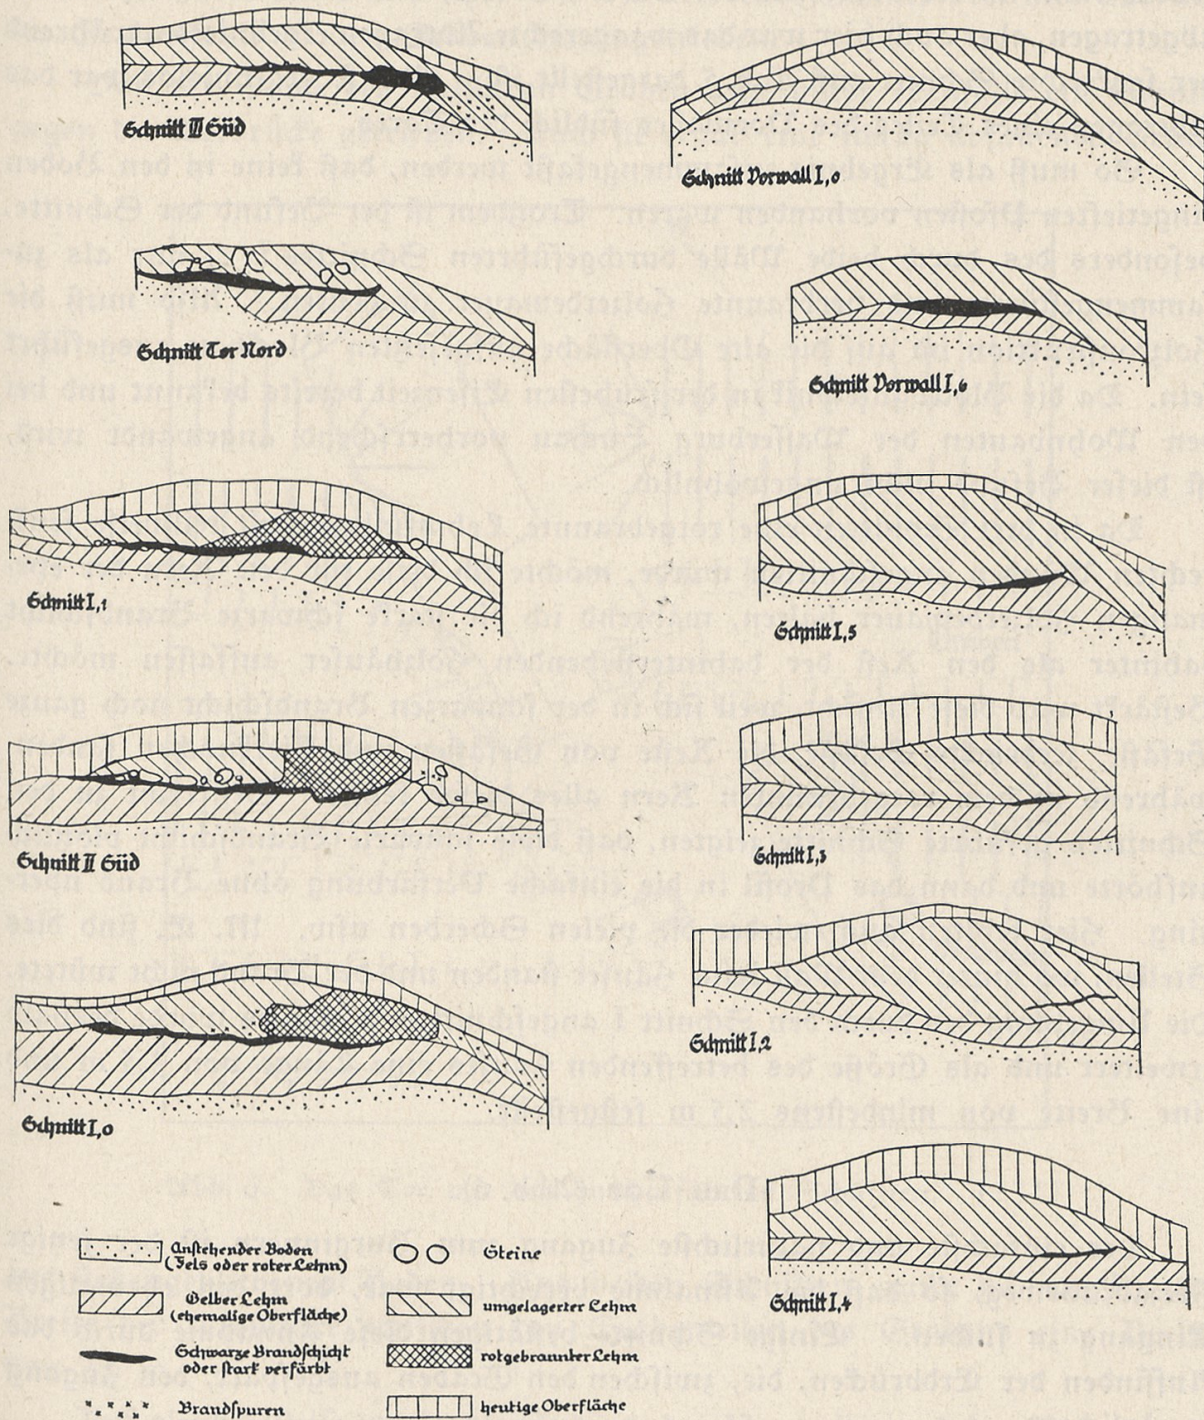 Schnitt III Süd
Schnitt Vorwall I,0
Schnitt Tor Nord
Schnitt Vorwall I,6
Schnitt I,1
Schnitt I,5
Schnitt II Süd
Schnitt I,3
Schnitt I,2
Schnitt I,0
Schnitt I,4
Anstehender Boden
(Fels oder roter Lehm)
Gelber Lehm
(ehemalige Oberfläche)
Schwarze Brandschicht
oder stark verfärbt
Brandspuren
Steine
umgelagerter Lehm
rotgebrannter Lehm
heutige Oberfläche